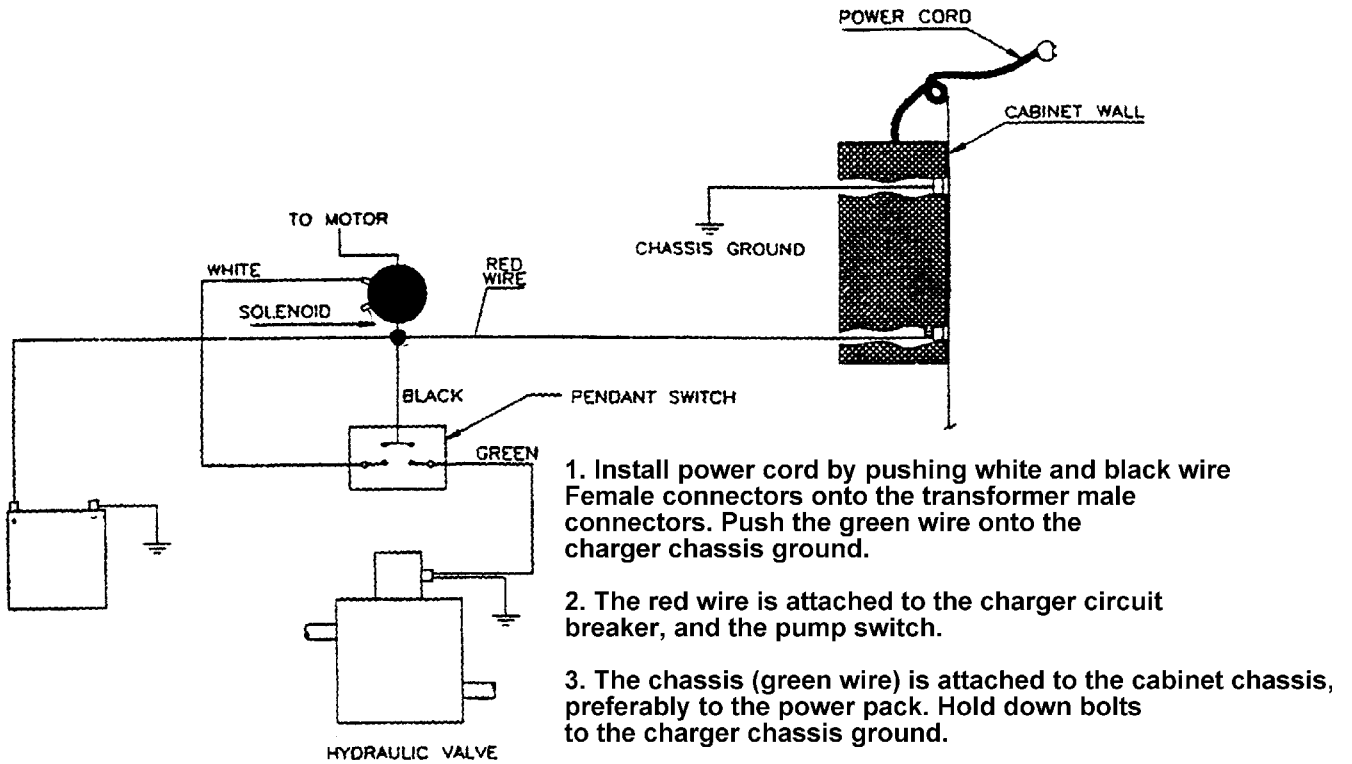 POWER CORD
CABINET WALL
TO MOTOR
CHASSIS GROUND
WHITE
RED
WIRE
SOLENOID
BLACK
PENDANT SWITCH
GREEN
1. Install power cord by pushing white and black wire
Female connectors onto the transformer male
connectors. Push the green wire onto the
charger chassis ground.
2. The red wire is attached to the charger circuit
breaker, and the pump switch.
3. The chassis (green wire) is attached to the cabinet chassis,
preferably to the power pack. Hold down bolts
to the charger chassis ground.
HYDRAULIC VALVE